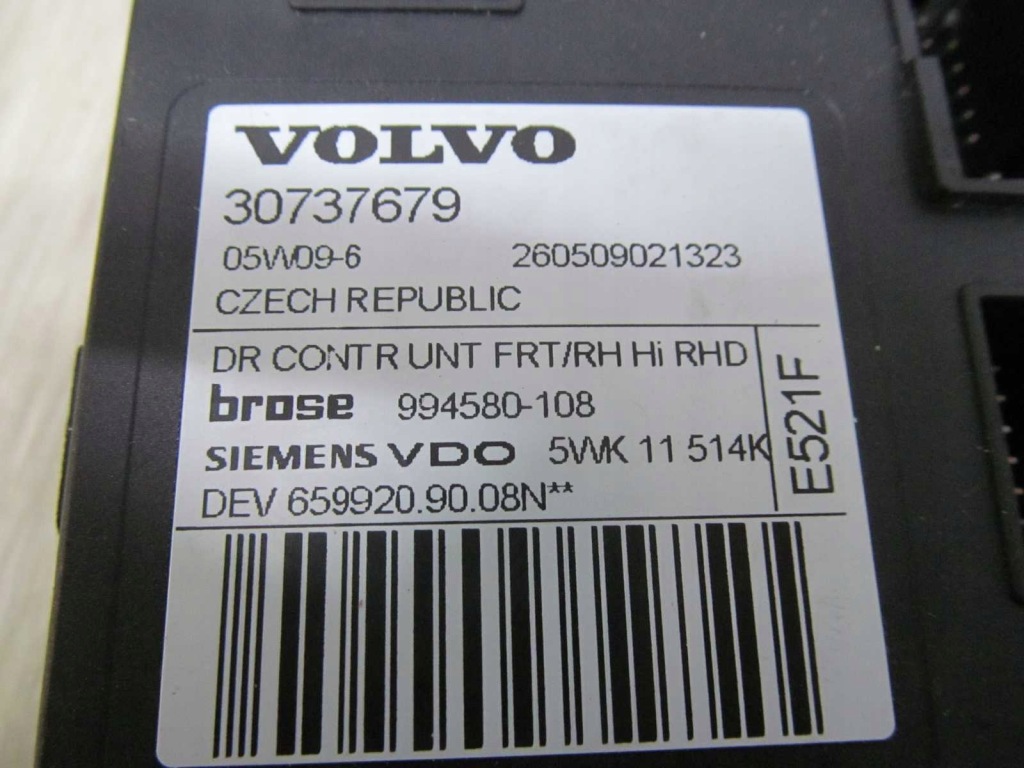 VOLVO
30737679
05W09-6 260509021323
CZECH REPUBLIC
DR CONTR UNT FRT/RH Hi RHD
brose 994580-108
SIEMENS VDO 5WK 11 514K
DEV 659920.90.08N**
E521F